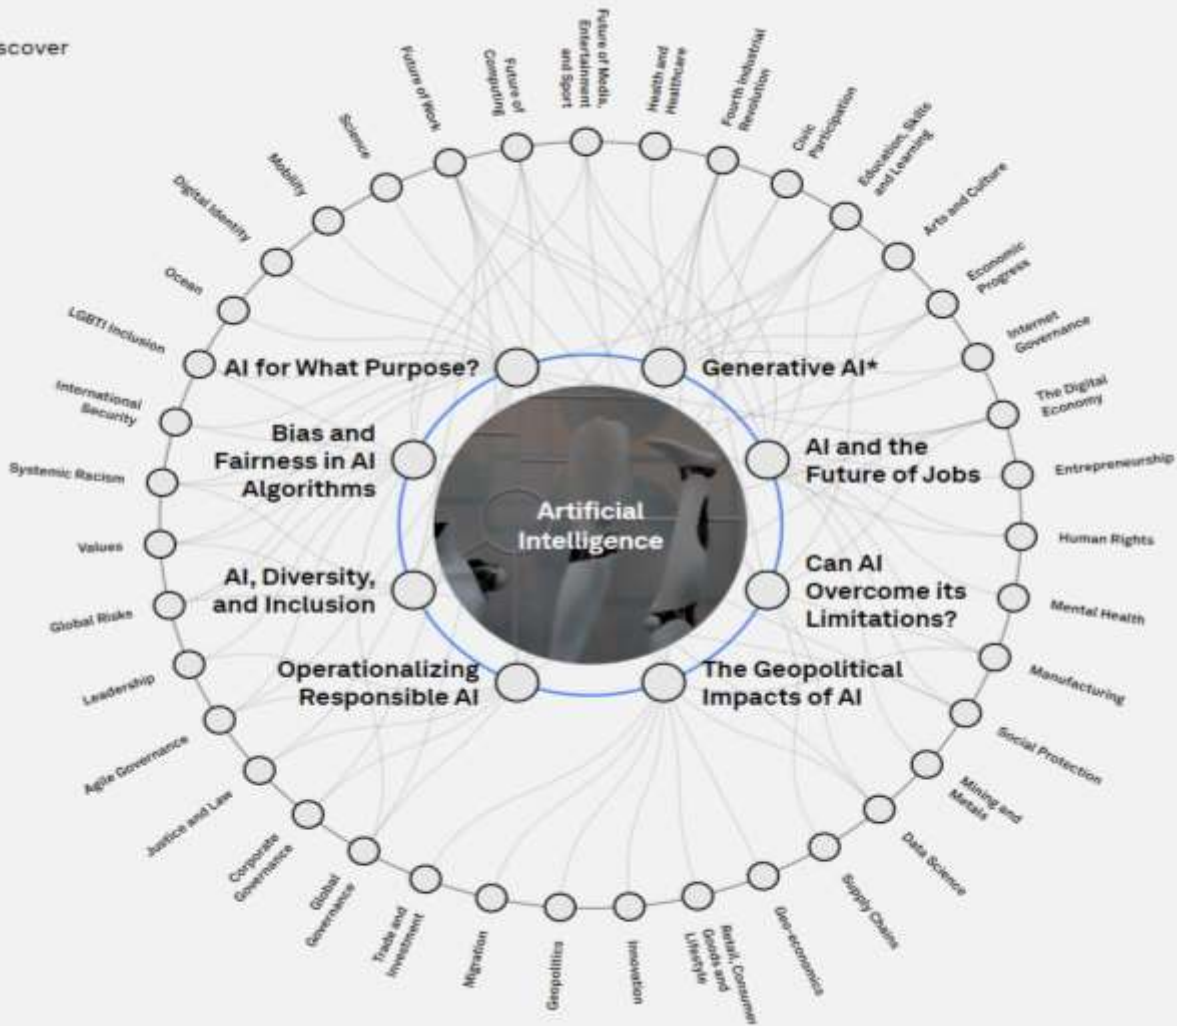 scover
Future of Work
Future of
Computing
Future of Media,
Entertainment
and Sport
Health and
Healthcare
Fourth Industrial
Revolution
Civic
Participation
Education, Skills
and Learning
Arts and Culture
Economic
Progress
Internet
Governance
The Digital
Economy
Entrepreneurship
Human Rights
Mental Health
Manufacturing
Social Protection
Mining and
Metals
Data Science
Supply Chains
Geo-economics
Retail, Consumer
Goods and
Lifestyle
Innovation
Geopolitics
Migration
Trade and
Investment
Global
Governance
Corporate
Governance
Justice and Law
Agile Governance
Leadership
Global Risks
Values
Systemic Racism
International
Security
LGBTI Inclusion
Ocean
Digital Identity
Mobility
Science
AI for What Purpose?
Generative AI*
Bias and
Fairness in AI
Algorithms
AI and the
Future of Jobs
Artificial
Intelligence
AI, Diversity,
and Inclusion
Can AI
Overcome its
Limitations?
Operationalizing
Responsible AI
The Geopolitical
Impacts of AI